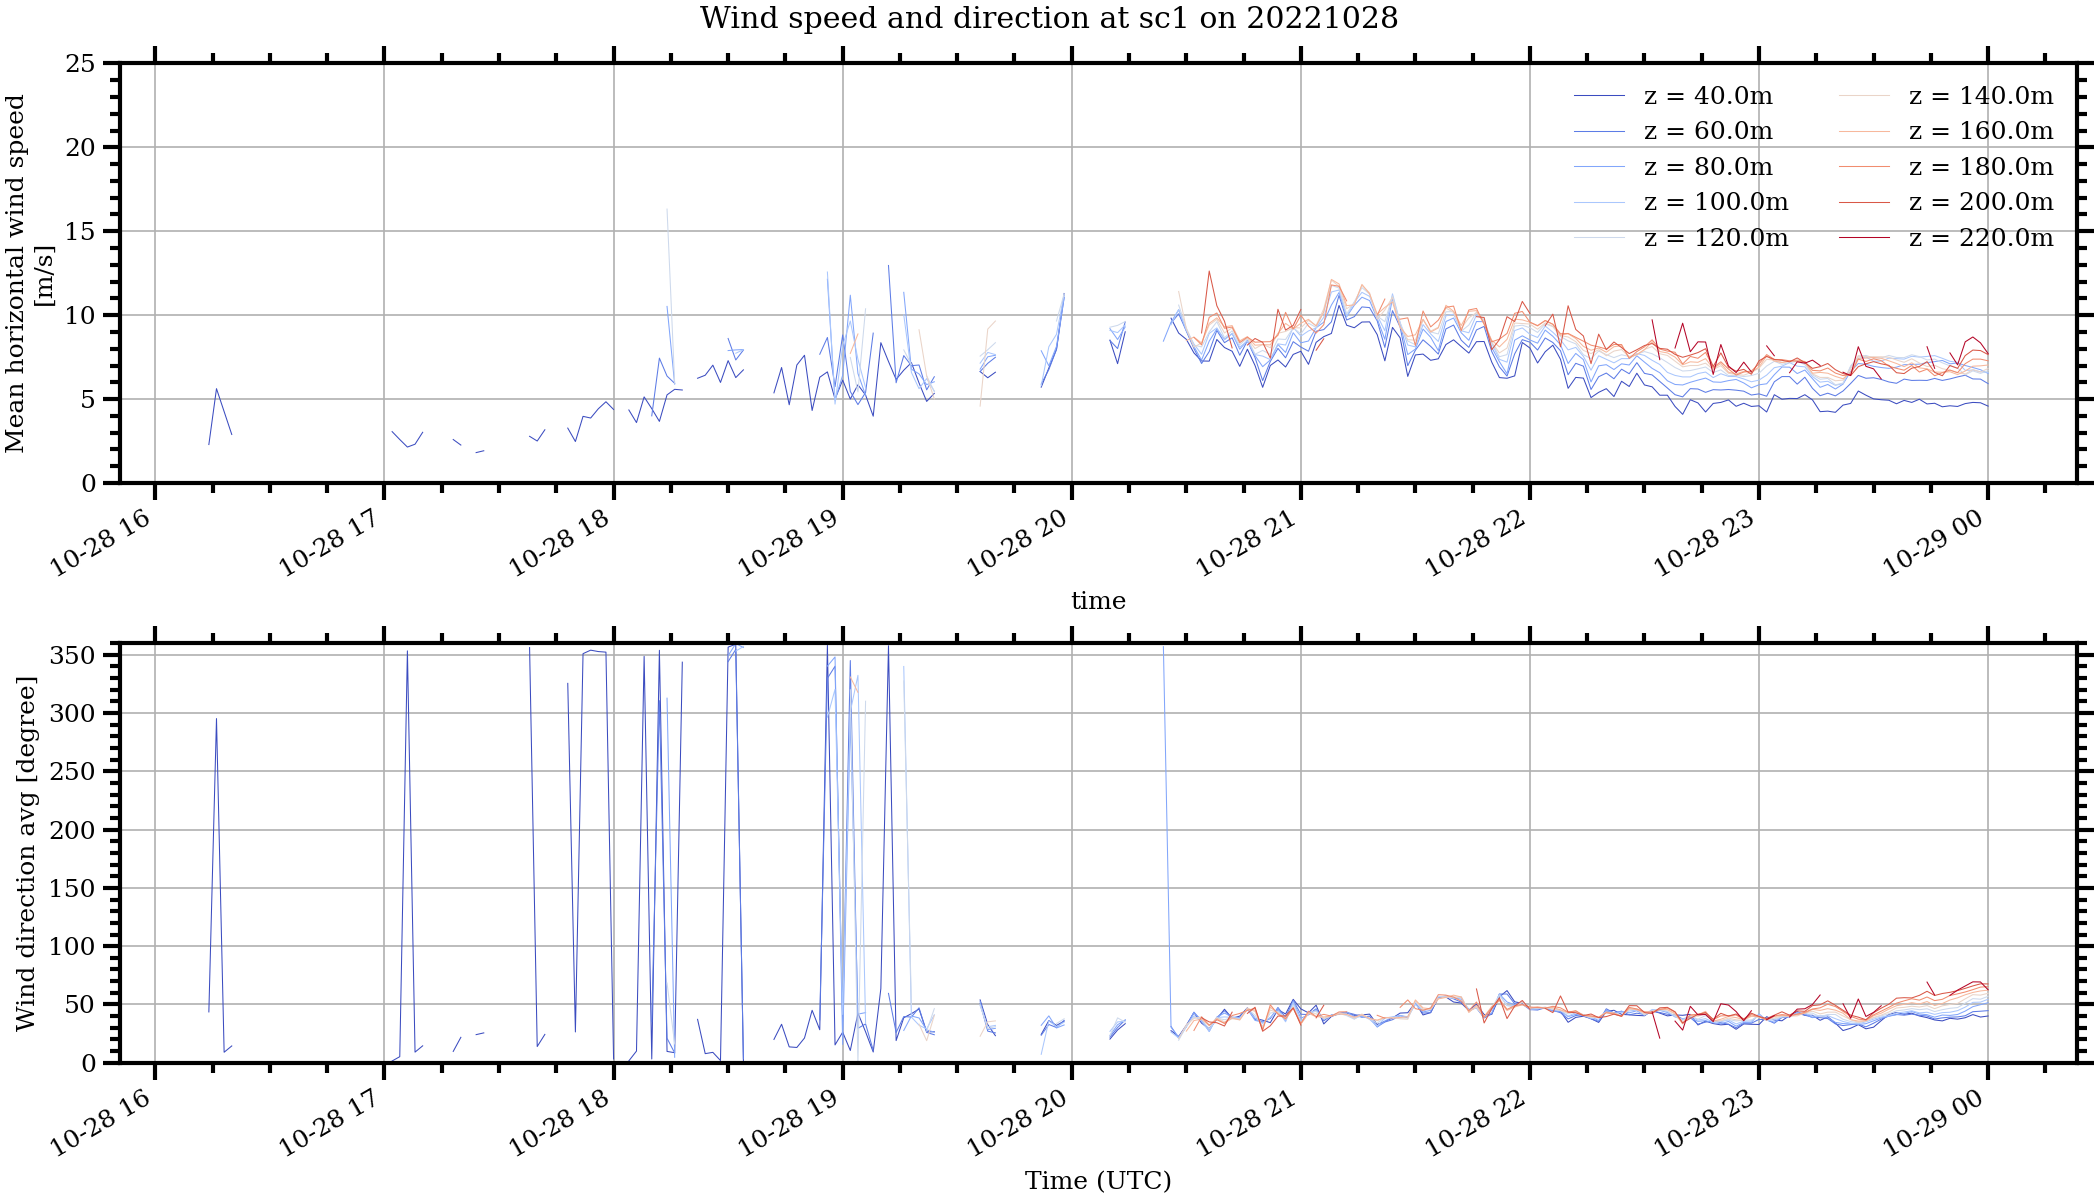 Wind speed and direction at sc1 on 20221028
Mean horizontal wind speed
[m/s]
25
20
15
10
5
0
z = 40.0m
z = 60.0m
z = 80.0m
z = 100.0m
z = 120.0m
z = 140.0m
z = 160.0m
z = 180.0m
z = 200.0m
z = 220.0m
10-28 16
10-28 17
10-28 18
10-28 19
10-28 20
10-28 21
10-28 22
10-28 23
10-29 00
time
Wind direction avg [degree]
350
300
250
200
150
100
50
0
10-28 16
10-28 17
10-28 18
10-28 19
10-28 20
10-28 21
10-28 22
10-28 23
10-29 00
Time (UTC)